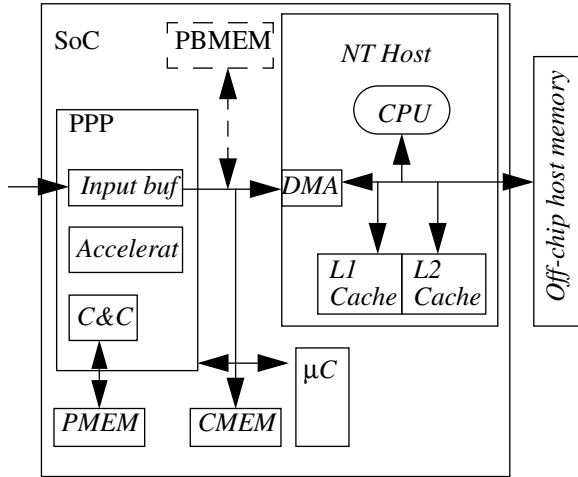 SoC
PBMEM
NT Host
CPU
PPP
Input buf
DMA
Accelerat
L1
Cache
L2
Cache
C&C
µC
PMEM
CMEM
Off-chip host memory